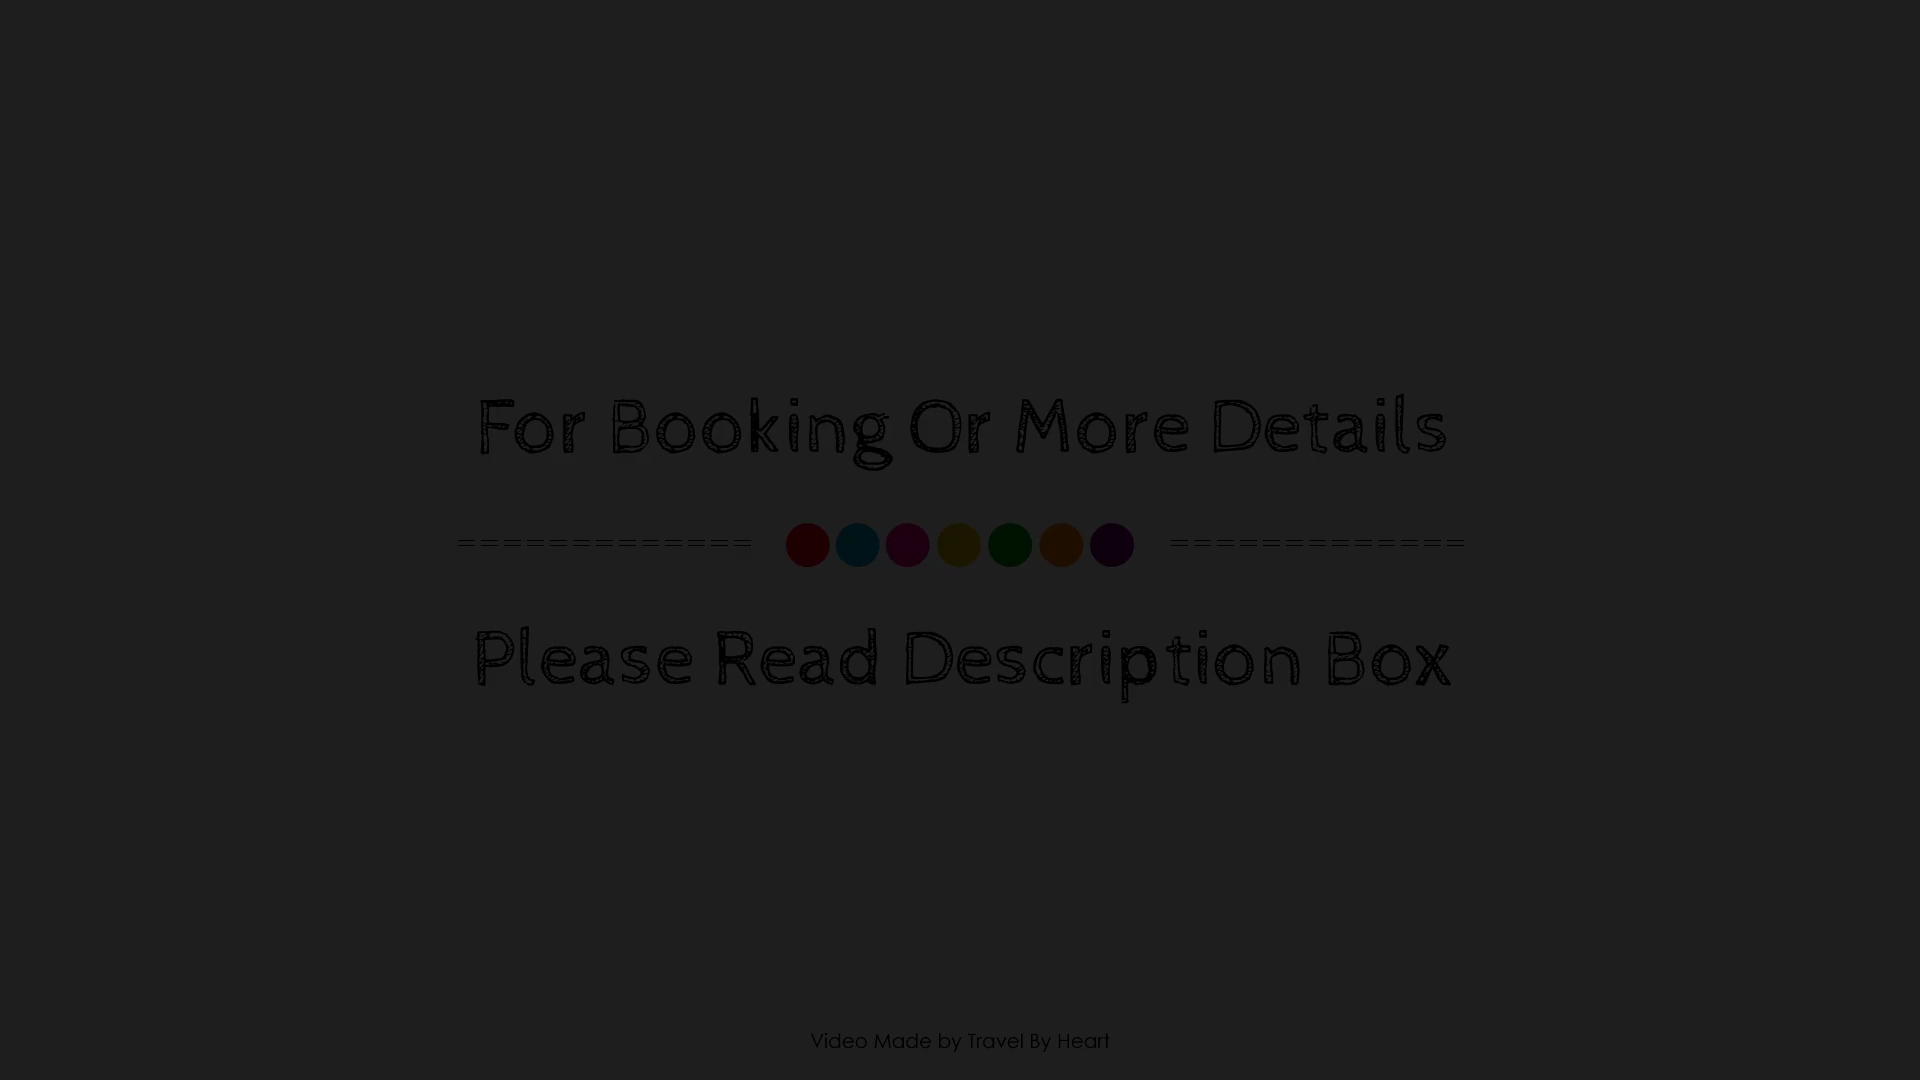 For Booking Or More Details
============= =============
Please Read Description Box
Video Made by Travel By Heart